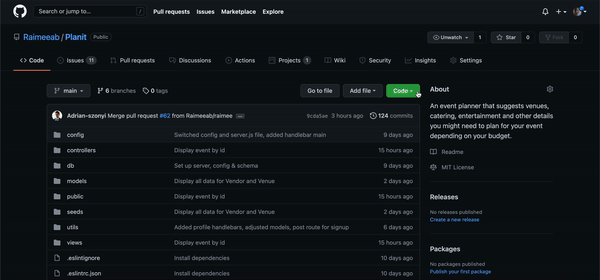 Search or jump to...
/
Pull requests Issues Marketplace Explore
Raimeeab / Planit Public
Unwatch 1 Star 0 Fork 0
Code Issues 11 Pull requests Discussions Actions Projects 1 Wiki Security Insights Settings
main 6 branches 0 tags Go to file Add file Code
About
Adrian-szonyi Merge pull request #62 from Raimeeab/raimee ... 9cda5ae 3 hours ago 124 commits
An event planner that suggests venues,
catering, entertainment and other details
you might need to plan for your event
depending on your budget.
config Switched config and server.js file, added handlebar main 9 days ago
controllers Display event by id 15 hours ago
db Set up server, config & schema 9 days ago
models Display all data for Vendor and Venue 2 days ago
public Display event by id 15 hours ago
seeds Display all data for Vendor and Venue 2 days ago
utils Added profile handlebars, adjusted models, post route for signup 6 days ago
views Display event by id 15 hours ago
.eslintignore Install dependencies 10 days ago
.eslintrc.json Install dependencies 10 days ago
Readme
MIT License
Releases
No releases published
Create a new release
Packages
No packages published
Publish your first package